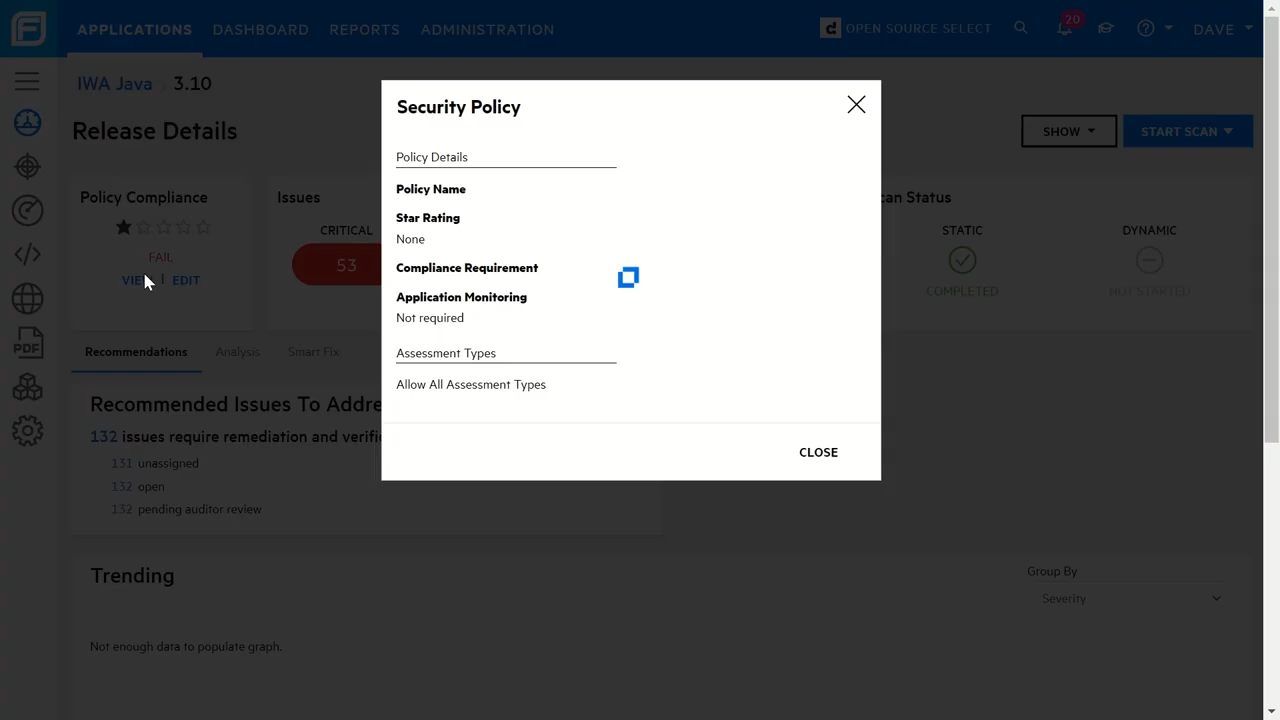 APPLICATIONS DASHBOARD REPORTS ADMINISTRATION
d OPEN SOURCE SELECT
20
DAVE
IWA Java 3.10
Release Details
SHOW
START SCAN
Policy Compliance
FAIL
EDIT
Issues
CRITICAL
53
Security Policy
Policy Details
Policy Name
Star Rating
None
Compliance Requirement
Application Monitoring
Not required
Assessment Types
Allow All Assessment Types
CLOSE
Status
STATIC
COMPLETED
DYNAMIC
NOT STARTED
Recommendations Analysis Smart Fix
PDF
Recommended Issues To
132 issues require remediation and
131 unassigned
132 open
132 pending auditor review
Trending
Group By
Severity
Not enough data to populate graph.